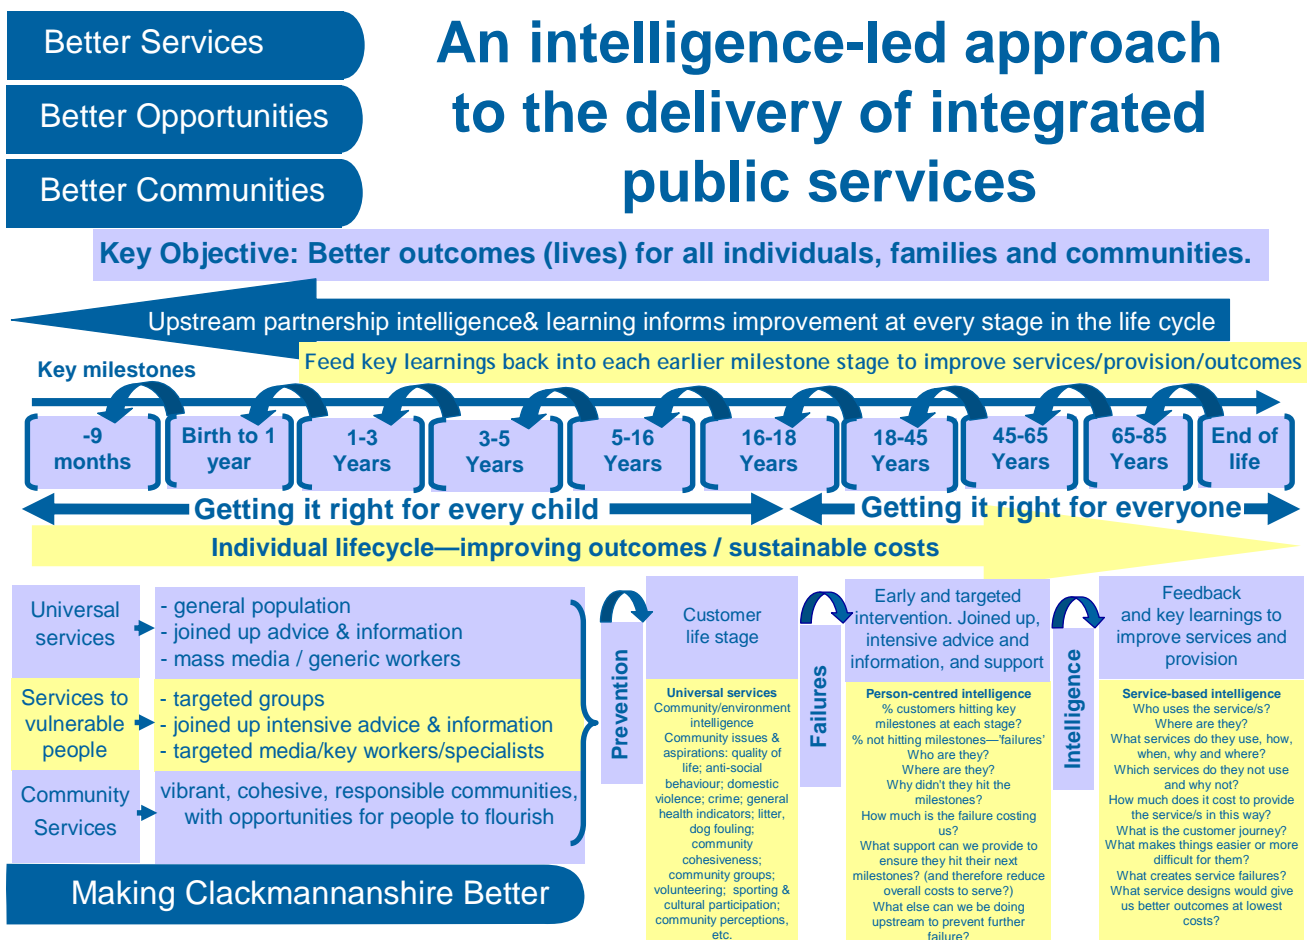 Better Services
Better Opportunities
Better Communities
An intelligence-led approach
to the delivery of integrated
public services
Key Objective: Better outcomes (lives) for all individuals, families and communities.
Upstream partnership intelligence& learning informs improvement at every stage in the life cycle
Feed key learnings back into each earlier milestone stage to improve services/provision/outcomes
Key milestones
-9
months
Birth to 1
year
1-3
Years
3-5
Years
5-16
Years
16-18
Years
18-45
Years
45-65
Years
65-85
Years
End of
life
Getting it right for every child
Getting it right for everyone
Individual lifecycle—improving outcomes / sustainable costs
Universal
services
- general population
- joined up advice & information
- mass media / generic workers
Services to
vulnerable
people
- targeted groups
- joined up intensive advice & information
- targeted media/key workers/specialists
Community
Services
vibrant, cohesive, responsible communities,
with opportunities for people to flourish
Making Clackmannanshire Better
Prevention
Customer
life stage
Universal services
Community/environment
intelligence
Community issues &
aspirations: quality of
life; anti-social
behaviour; domestic
violence; crime; general
health indicators; litter,
dog fouling;
community
cohesiveness;
community groups;
volunteering; sporting &
cultural participation;
community perceptions,
etc.
Failures
Early and targeted
intervention. Joined up,
intensive advice and
information, and support
Person-centred intelligence
% customers hitting key
milestones at each stage?
% not hitting milestones—'failures'
Who are they?
Where are they?
Why didn't they hit the
milestones?
How much is the failure costing
us?
What support can we provide to
ensure they hit their next
milestones? (and therefore reduce
overall costs to serve?)
What else can we be doing
upstream to prevent further
failure?
Intelligence
Feedback
and key learnings to
improve services and
provision
Service-based intelligence
Who uses the service/s?
Where are they?
What services do they use, how,
when, why and where?
Which services do they not use
and why not?
How much does it cost to provide
the service/s in this way?
What is the customer journey?
What makes things easier or more
difficult for them?
What creates service failures?
What service designs would give
us better outcomes at lowest
costs?